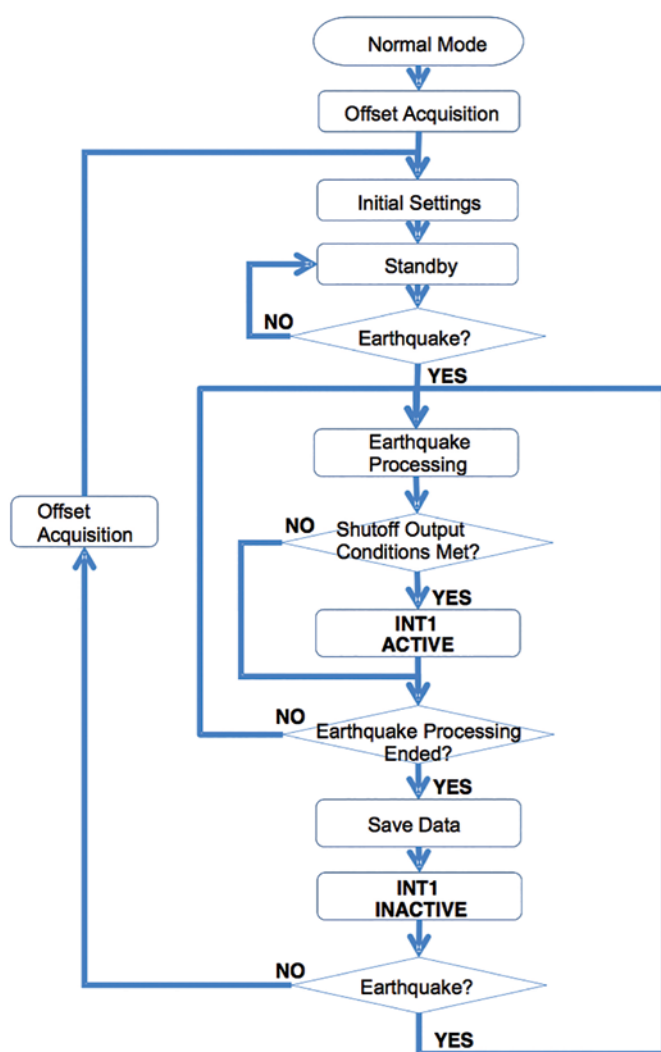 Normal Mode
Offset Acquisition
Initial Settings
Standby
NO
Earthquake?
YES
Earthquake
Processing
Offset
Acquisition
NO
Shutoff Output
Conditions Met?
YES
INT1
ACTIVE
NO
Earthquake Processing
Ended?
YES
Save Data
INT1
INACTIVE
NO
Earthquake?
YES